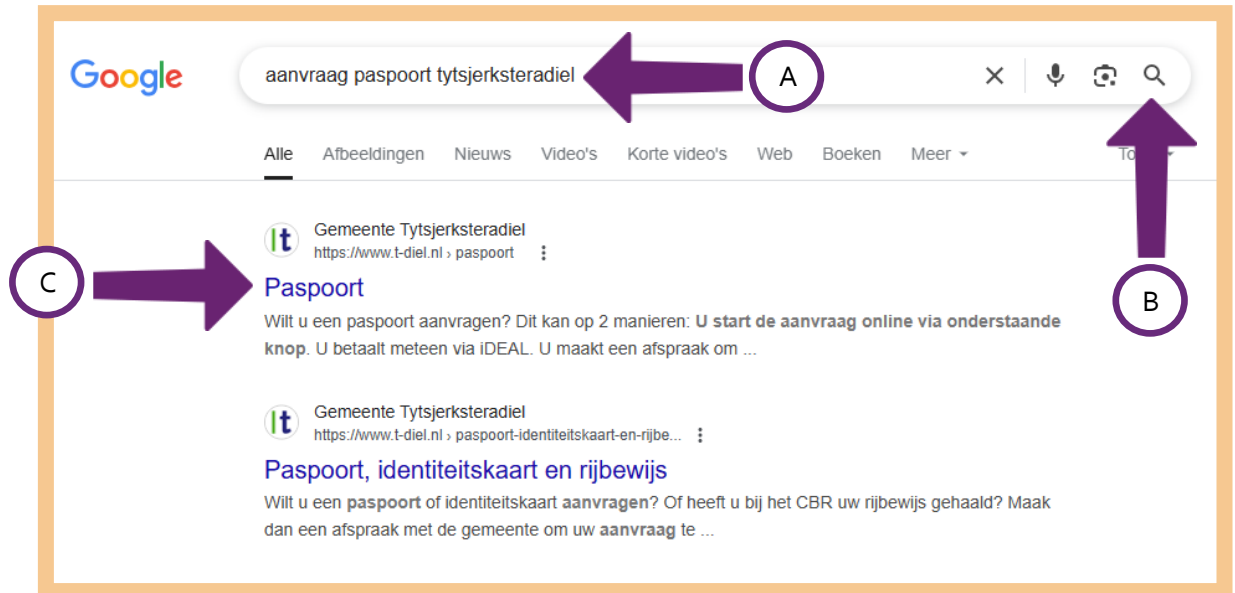 Google
aanvraag paspoort tytsjerksteradiel
A
Alle Afbeeldingen Nieuws Video's Korte video's Web Boeken Meer
Gemeente Tytsjerksteradiel
https://www.t-diel.nl › paspoort
C
Paspoort
B
Wilt u een paspoort aanvragen? Dit kan op 2 manieren: U start de aanvraag online via onderstaande
knop. U betaalt meteen via iDEAL. U maakt een afspraak om ...
Gemeente Tytsjerksteradiel
https://www.t-diel.nl › paspoort-identiteitskaart-en-rijbe...
Paspoort, identiteitskaart en rijbewijs
Wilt u een paspoort of identiteitskaart aanvragen? Of heeft u bij het CBR uw rijbewijs gehaald? Maak
dan een afspraak met de gemeente om uw aanvraag te ...